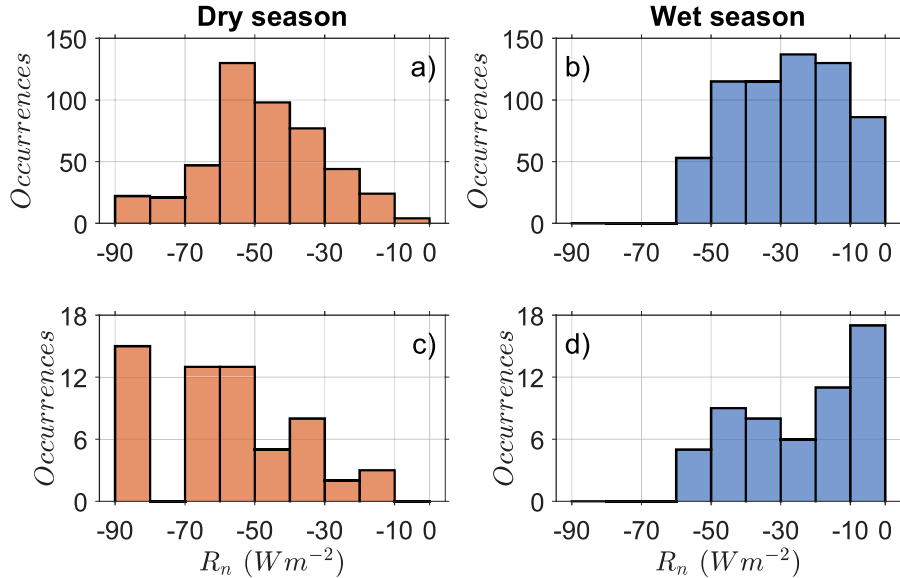 Dry season
Wet season
150
100
50
0
Occurrences
a)
-90 -70 -50 -30 -10 0
150
100
50
0
Occurrences
b)
-90 -70 -50 -30 -10 0
18
12
6
0
Occurrences
c)
-90 -70 -50 -30 -10 0
R_n (Wm^{-2})
18
12
6
0
Occurrences
d)
-90 -70 -50 -30 -10 0
R_n (Wm^{-2})